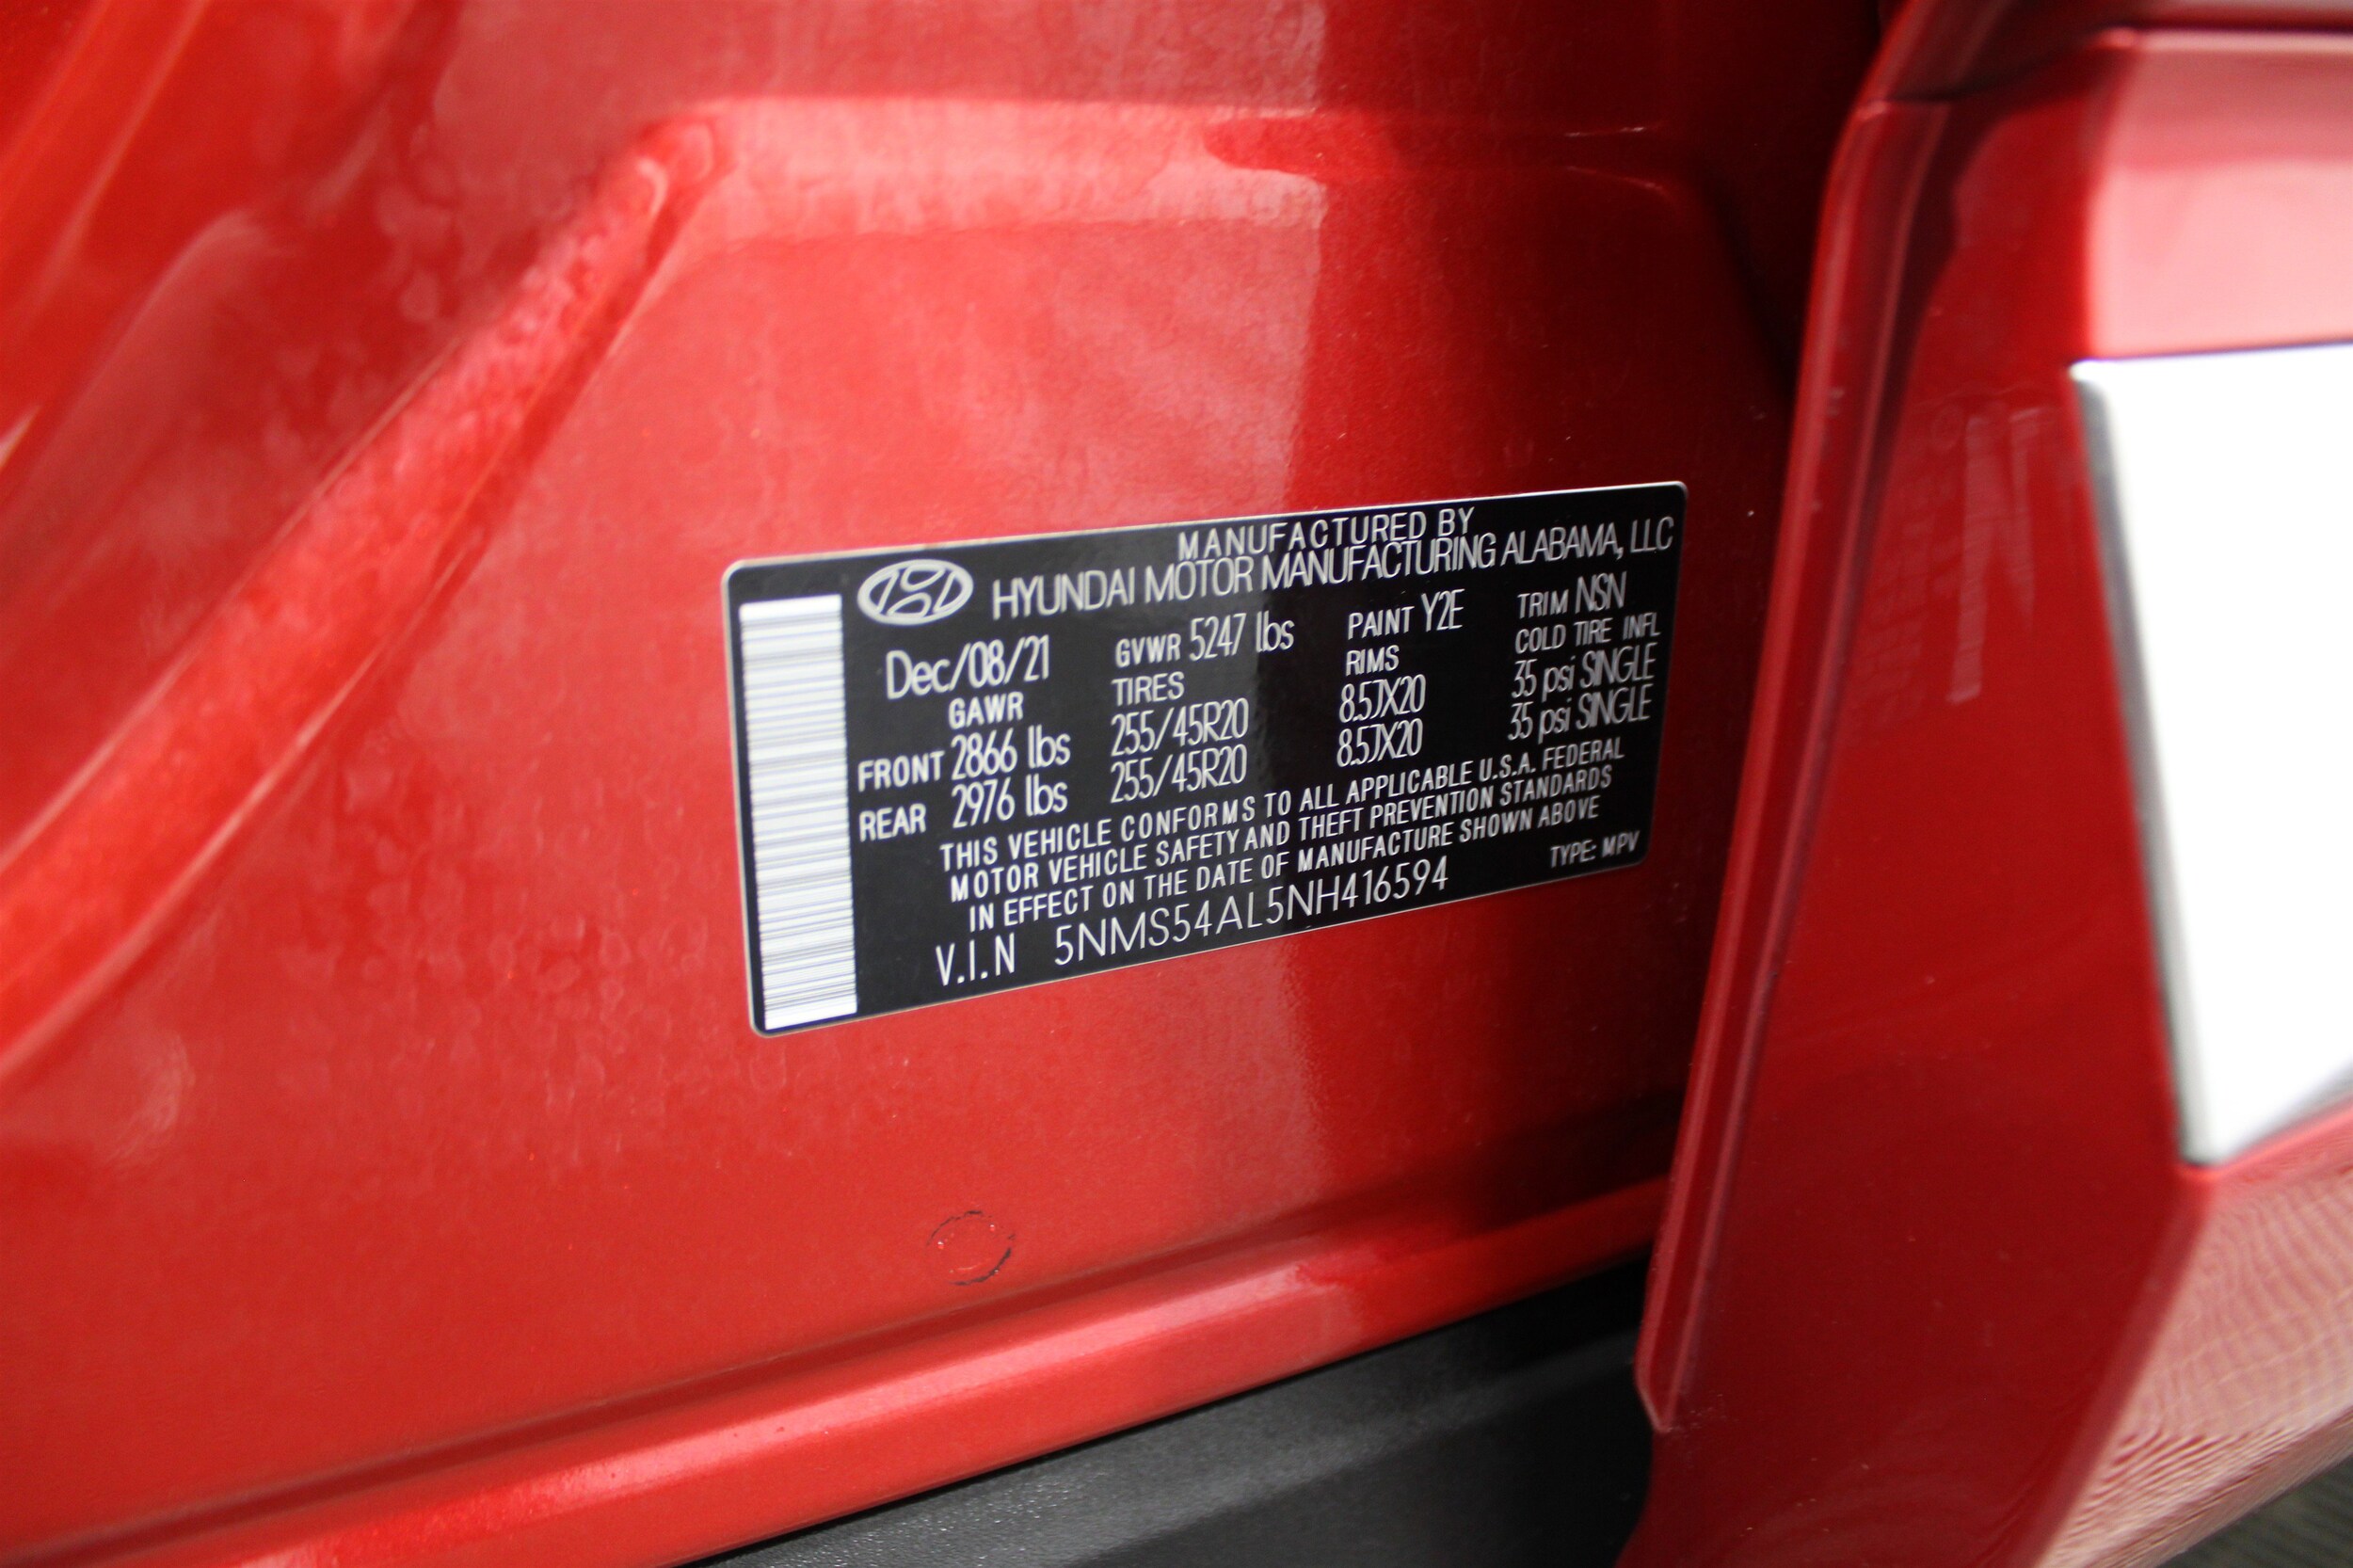 MANUFACTURED BY
HYUNDAI MOTOR MANUFACTURING ALABAMA, LLC
Dec/08/21 GVWR 5247 lbs PAINT Y2E TRIM NSN
GAWR TIRES RIMS COLD TIRE INFL
FRONT 2866 lbs 255/45R20 8.5JX20 35 psi SINGLE
REAR 2976 lbs 255/45R20 8.5JX20 35 psi SINGLE
THIS VEHICLE CONFORMS TO ALL APPLICABLE U.S.A. FEDERAL
MOTOR VEHICLE SAFETY AND THEFT PREVENTION STANDARDS
IN EFFECT ON THE DATE OF MANUFACTURE SHOWN ABOVE
V.I.N 5NMS54AL5NH416594 TYPE: MPV